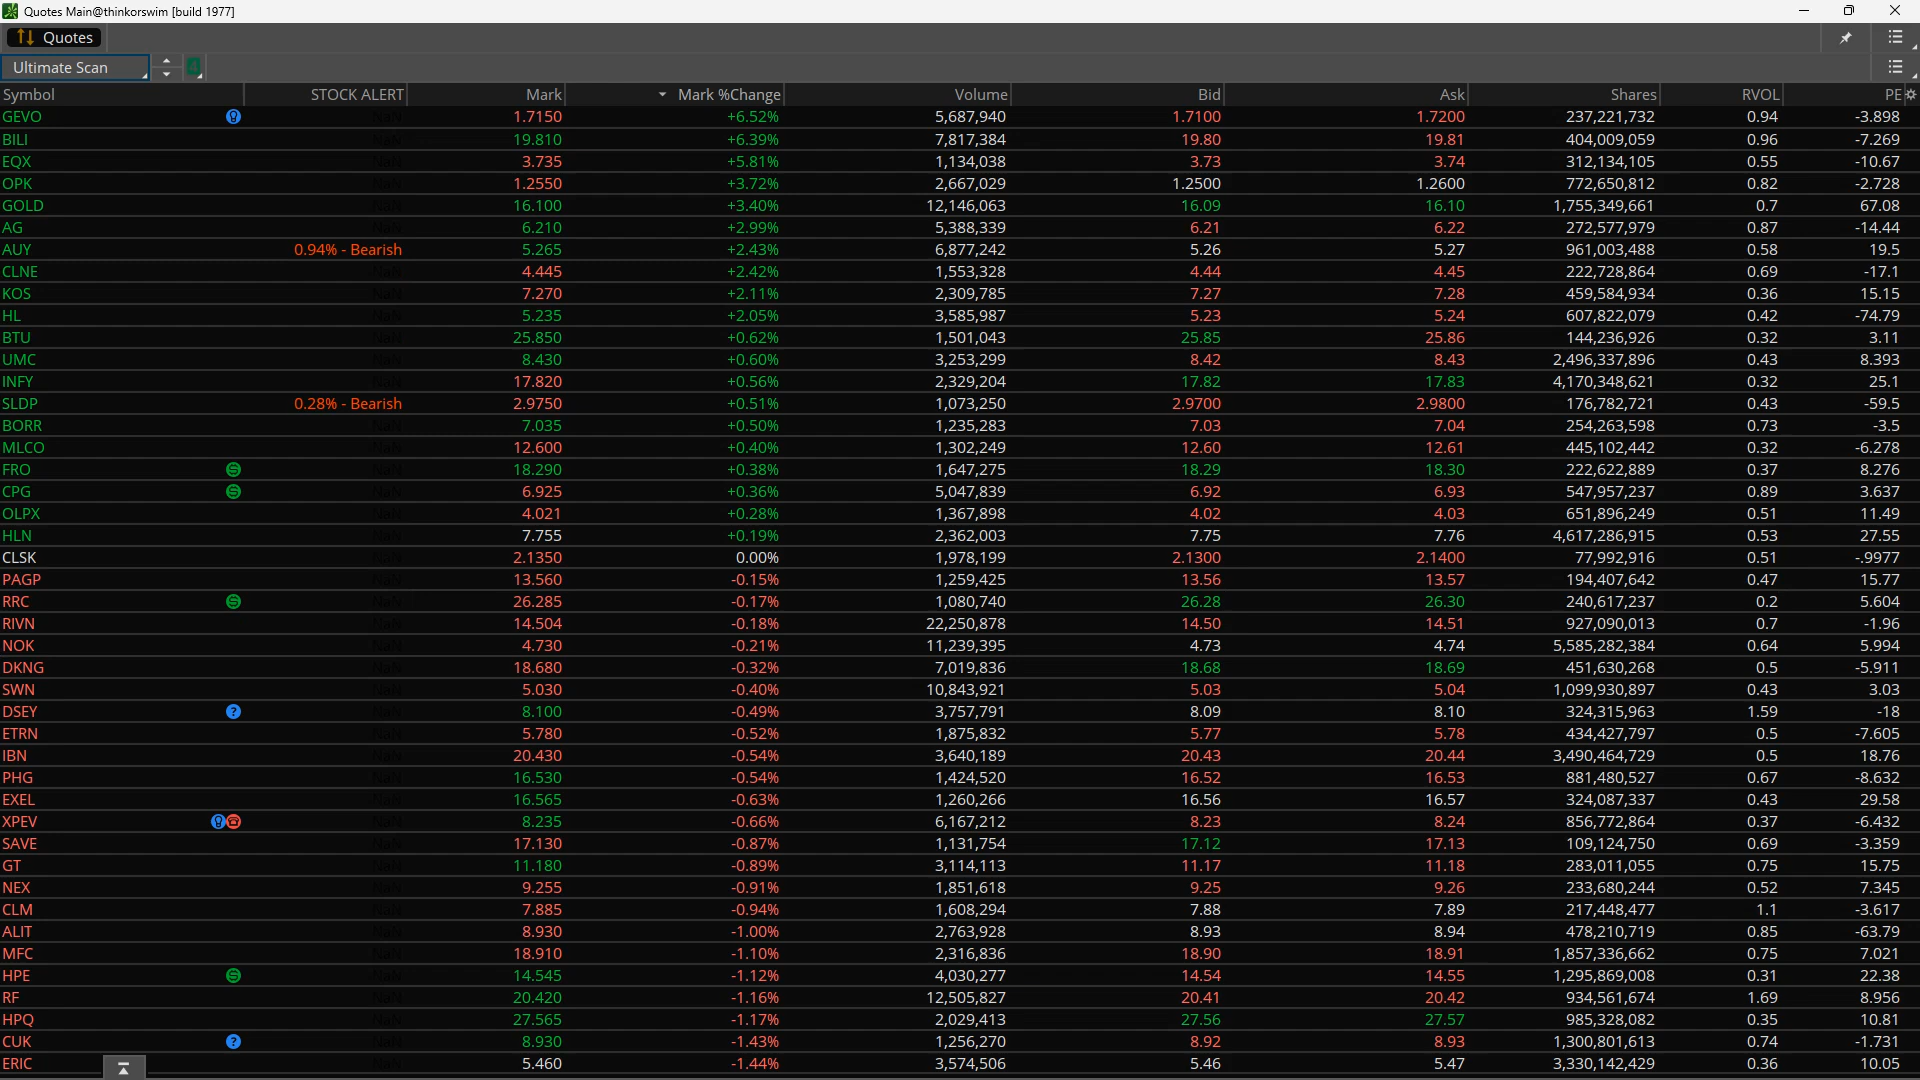 Quotes Main@thinkorswim [build 1977]
Quotes
Ultimate Scan
Symbol STOCK ALERT Mark Mark %Change Volume Bid Ask Shares RVOL PE
GEVO NaN 1.7150 +6.52% 5,687,940 1.7100 1.7200 237,221,732 0.94 -3.898
BILI NaN 19.810 +6.39% 7,817,384 19.80 19.81 404,009,059 0.96 -7.269
EQX NaN 3.735 +5.81% 1,134,038 3.73 3.74 312,134,105 0.55 -10.67
OPK NaN 1.2550 +3.72% 2,667,029 1.2500 1.2600 772,650,812 0.82 -2.728
GOLD NaN 16.100 +3.40% 12,146,063 16.09 16.10 1,755,349,661 0.7 67.08
AG NaN 6.210 +2.99% 5,388,339 6.21 6.22 272,577,979 0.87 -14.44
AUY 0.94% - Bearish 5.265 +2.43% 6,877,242 5.26 5.27 961,003,488 0.58 19.5
CLNE NaN 4.445 +2.42% 1,553,328 4.44 4.45 222,728,864 0.69 -17.1
KOS NaN 7.270 +2.11% 2,309,785 7.27 7.28 459,584,934 0.36 15.15
HL NaN 5.235 +2.05% 3,585,987 5.23 5.24 607,822,079 0.42 -74.79
BTU NaN 25.850 +0.62% 1,501,043 25.85 25.86 144,236,926 0.32 3.11
UMC NaN 8.430 +0.60% 3,253,299 8.42 8.43 2,496,337,896 0.43 8.393
INFY NaN 17.820 +0.56% 2,329,204 17.82 17.83 4,170,348,621 0.32 25.1
SLDP 0.28% - Bearish 2.9750 +0.51% 1,073,250 2.9700 2.9800 176,782,721 0.43 -59.5
BORR NaN 7.035 +0.50% 1,235,283 7.03 7.04 254,263,598 0.73 -3.5
MLCO NaN 12.600 +0.40% 1,302,249 12.60 12.61 445,102,442 0.32 -6.278
FRO NaN 18.290 +0.38% 1,647,275 18.29 18.30 222,622,889 0.37 8.276
CPG NaN 6.925 +0.36% 5,047,839 6.92 6.93 547,957,237 0.89 3.637
OLPX NaN 4.021 +0.28% 1,367,898 4.02 4.03 651,896,249 0.51 11.49
HLN NaN 7.755 +0.19% 2,362,003 7.75 7.76 4,617,286,915 0.53 27.55
CLSK NaN 2.1350 0.00% 1,978,199 2.1300 2.1400 77,992,916 0.51 -.9977
PAGP NaN 13.560 -0.15% 1,259,425 13.56 13.57 194,407,642 0.47 15.77
RRC NaN 26.285 -0.17% 1,080,740 26.28 26.30 240,617,237 0.2 5.604
RIVN NaN 14.504 -0.18% 22,250,878 14.50 14.51 927,090,013 0.7 -1.96
NOK NaN 4.730 -0.21% 11,239,395 4.73 4.74 5,585,282,384 0.64 5.994
DKNG NaN 18.680 -0.32% 7,019,836 18.68 18.69 451,630,268 0.5 -5.911
SWN NaN 5.030 -0.40% 10,843,921 5.03 5.04 1,099,930,897 0.43 3.03
DSEY ? NaN 8.100 -0.49% 3,757,791 8.09 8.10 324,315,963 1.59 -18
ETRN NaN 5.780 -0.52% 1,875,832 5.77 5.78 434,427,797 0.5 -7.605
IBN NaN 20.430 -0.54% 3,640,189 20.43 20.44 3,490,464,729 0.5 18.76
PHG NaN 16.530 -0.54% 1,424,520 16.52 16.53 881,480,527 0.67 -8.632
EXEL NaN 16.565 -0.63% 1,260,266 16.56 16.57 324,087,337 0.43 29.58
XPEV NaN 8.235 -0.66% 6,167,212 8.23 8.24 856,772,864 0.37 -6.432
SAVE NaN 17.130 -0.87% 1,131,754 17.12 17.13 109,124,750 0.69 -3.359
GT NaN 11.180 -0.89% 3,114,113 11.17 11.18 283,011,055 0.75 15.75
NEX NaN 9.255 -0.91% 1,851,618 9.25 9.26 233,680,244 0.52 7.345
CLM NaN 7.885 -0.94% 1,608,294 7.88 7.89 217,448,477 1.1 -3.617
ALIT NaN 8.930 -1.00% 2,763,928 8.93 8.94 478,210,719 0.85 -63.79
MFC NaN 18.910 -1.10% 2,316,836 18.90 18.91 1,857,336,662 0.75 7.021
HPE NaN 14.545 -1.12% 4,030,277 14.54 14.55 1,295,869,008 0.31 22.38
RF NaN 20.420 -1.16% 12,505,827 20.41 20.42 934,561,674 1.69 8.956
HPQ NaN 27.565 -1.17% 2,029,413 27.56 27.57 985,328,082 0.35 10.81
CUK ? NaN 8.930 -1.43% 1,256,270 8.92 8.93 1,300,801,613 0.74 -1.731
ERIC NaN 5.460 -1.44% 3,574,506 5.46 5.47 3,330,142,429 0.36 10.05